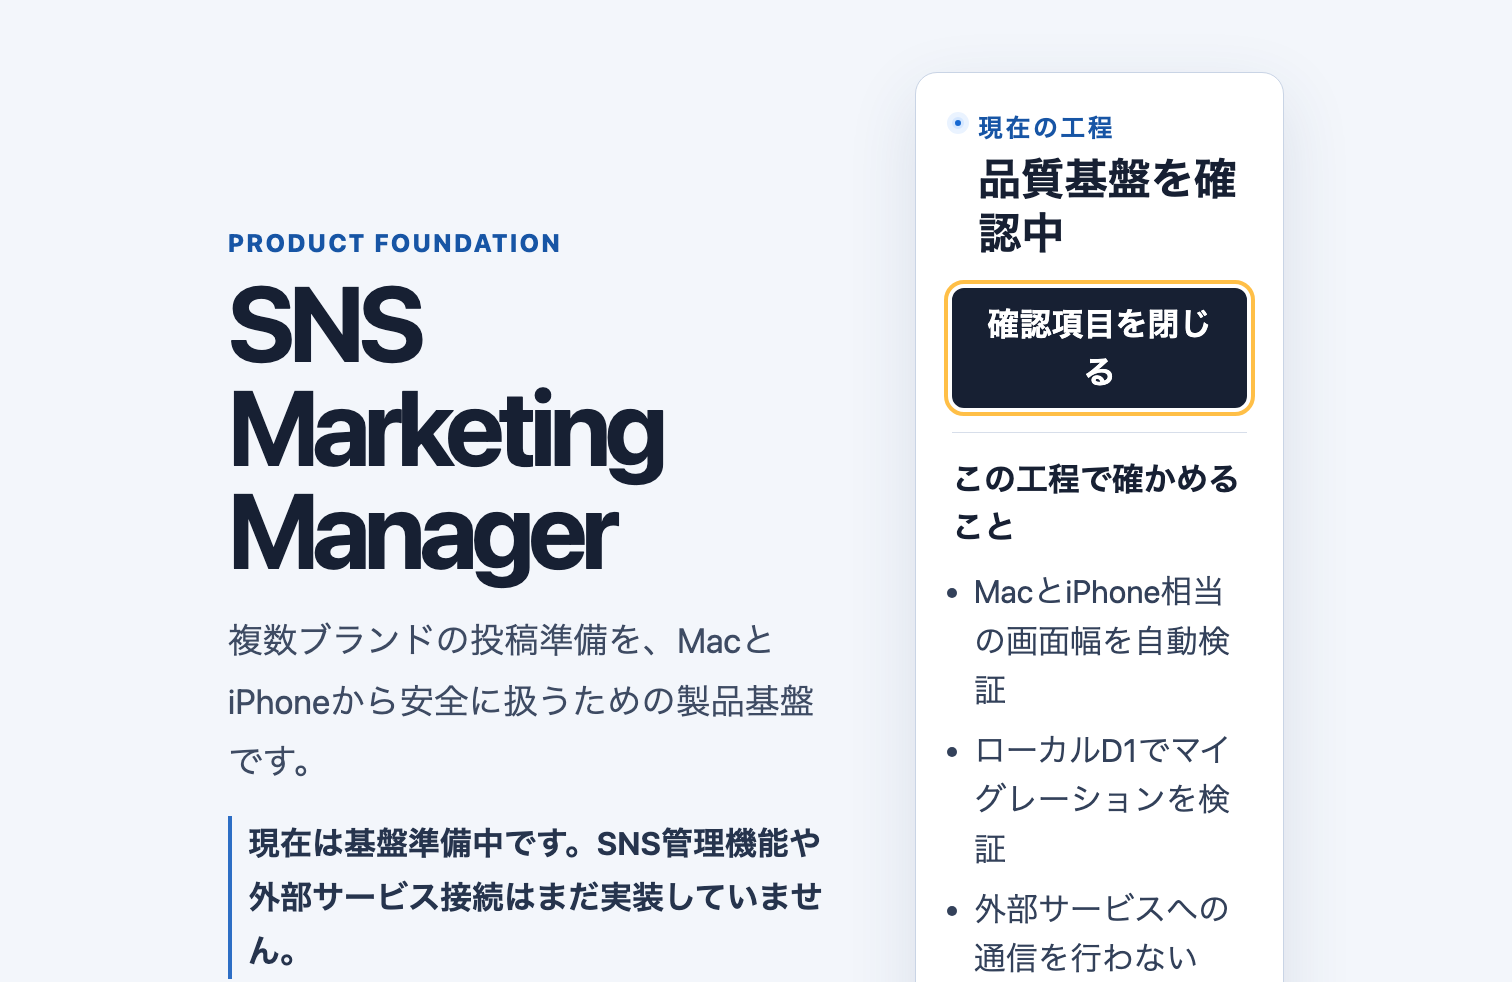 PRODUCT FOUNDATION
SNS
Marketing
Manager
複数ブランドの投稿準備を、Macと
iPhoneから安全に扱うための製品基盤
です。
現在は基盤準備中です。SNS管理機能や
外部サービス接続はまだ実装していませ
ん。
現在の工程
品質基盤を確
認中
確認項目を閉じ
る
この工程で確かめる
こと
• MacとiPhone相当
の画面幅を自動検
証
• ローカルD1でマイ
グレーションを検
証
• 外部サービスへの
通信を行わない